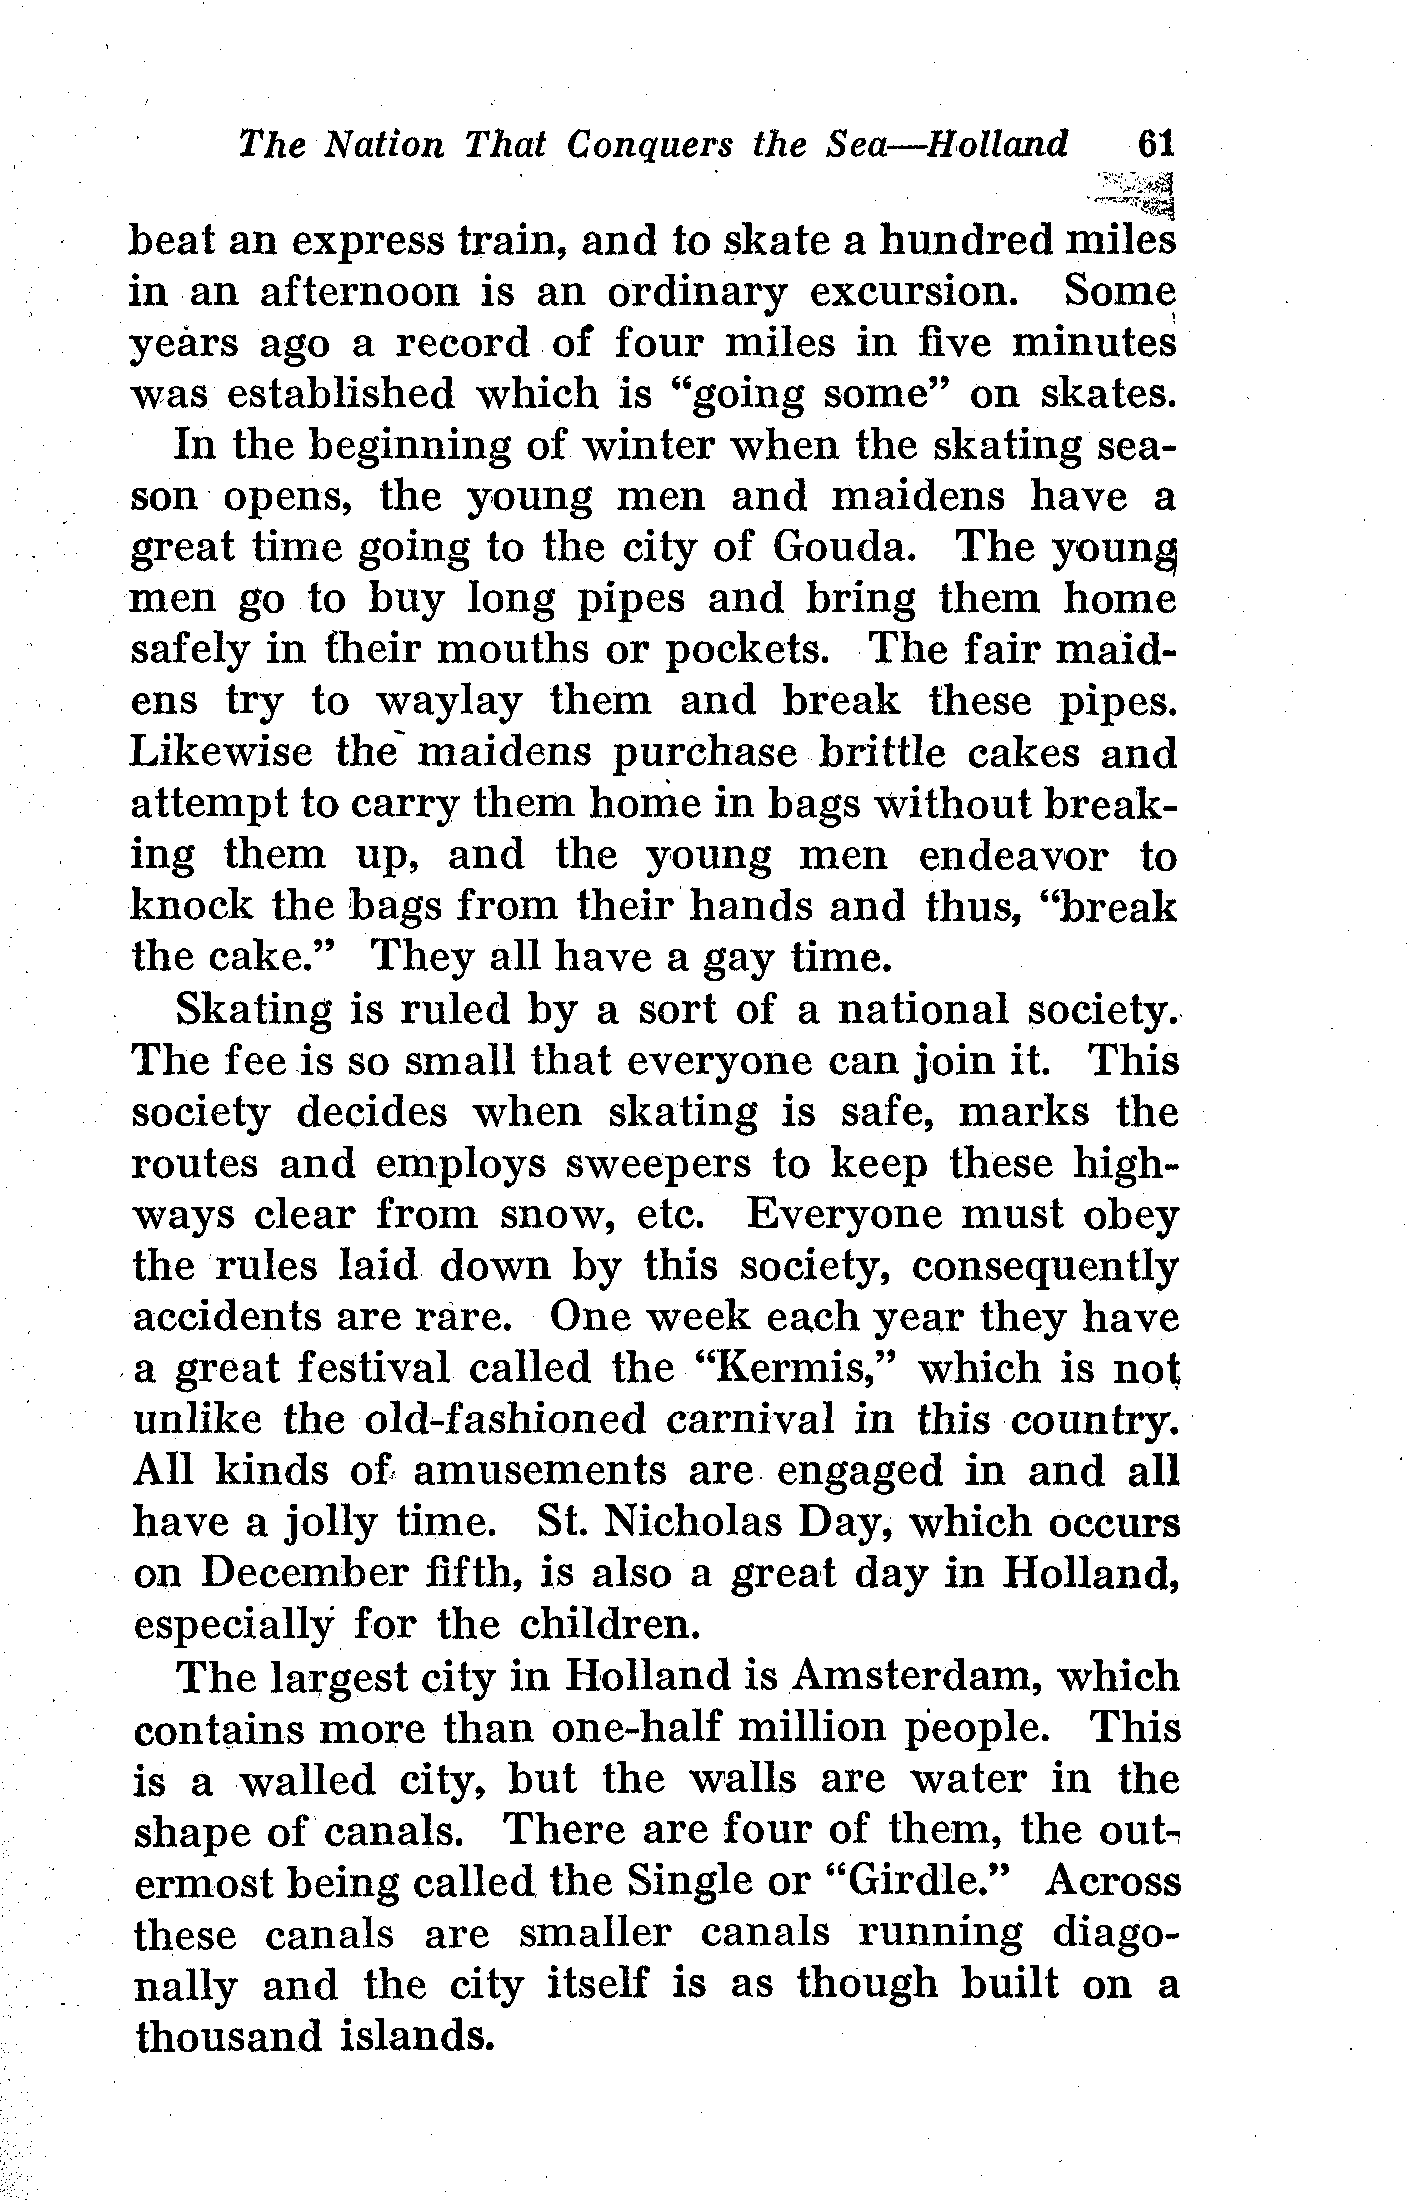 The Nation That Conquers the Sea—Holland 61
beat an express train, and to skate a hundred miles
in an afternoon is an ordinary excursion. Some
years ago a record of four miles in five minutes
was established which is “going some” on skates.
In the beginning of winter when the skating sea-
son opens, the young men and maidens have a
great time going to the city of Gouda. The young
men go to buy long pipes and bring them home
safely in their mouths or pockets. The fair maid-
ens try to waylay them and break these pipes.
Likewise the maidens purchase brittle cakes and
attempt to carry them home in bags without break-
ing them up, and the young men endeavor to
knock the bags from their hands and thus, “break
the cake.” They all have a gay time.
Skating is ruled by a sort of a national society.
The fee is so small that everyone can join it. This
society decides when skating is safe, marks the
routes and employs sweepers to keep these high-
ways clear from snow, etc. Everyone must obey
the rules laid down by this society, consequently
accidents are rare. One week each year they have
a great festival called the “Kermis,” which is not
unlike the old-fashioned carnival in this country.
All kinds of amusements are engaged in and all
have a jolly time. St. Nicholas Day, which occurs
on December fifth, is also a great day in Holland,
especially for the children.
The largest city in Holland is Amsterdam, which
contains more than one-half million people. This
is a walled city, but the walls are water in the
shape of canals. There are four of them, the out-
ermost being called the Single or “Girdle.” Across
these canals are smaller canals running diago-
nally and the city itself is as though built on a
thousand islands.